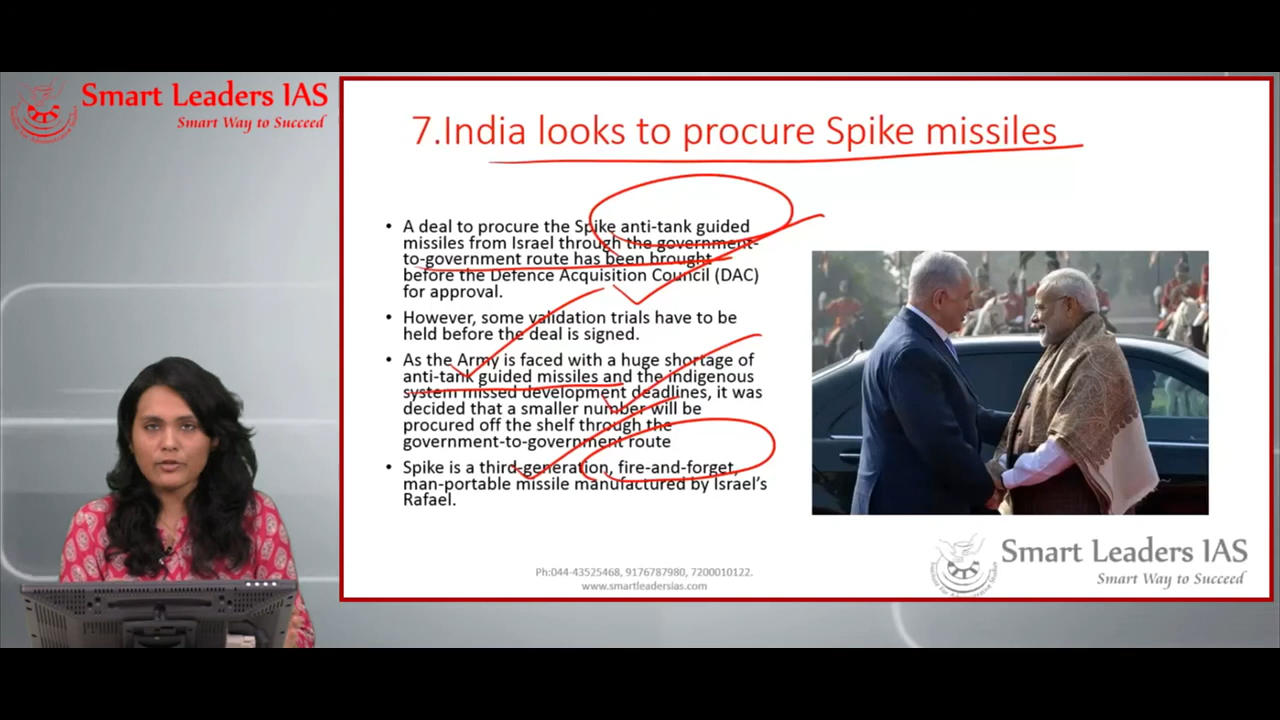 Smart Leaders IAS
Smart Way to Succeed
7.India looks to procure Spike missiles
• A deal to procure the Spike anti-tank guided
missiles from Israel through the government-
to-government route has been brought
before the Defence Acquisition Council (DAC)
for approval.
• However, some validation trials have to be
held before the deal is signed.
• As the Army is faced with a huge shortage of
anti-tank guided missiles and the indigenous
system missed development deadlines, it was
decided that a smaller number will be
procured off the shelf through the
government-to-government route
• Spike is a third-generation, fire-and-forget,
man-portable missile manufactured by Israel’s
Rafael.
Smart Leaders IAS
Smart Way to Succeed
Ph:044-43525468, 9176787980, 7200010122.
www.smartleadersias.com